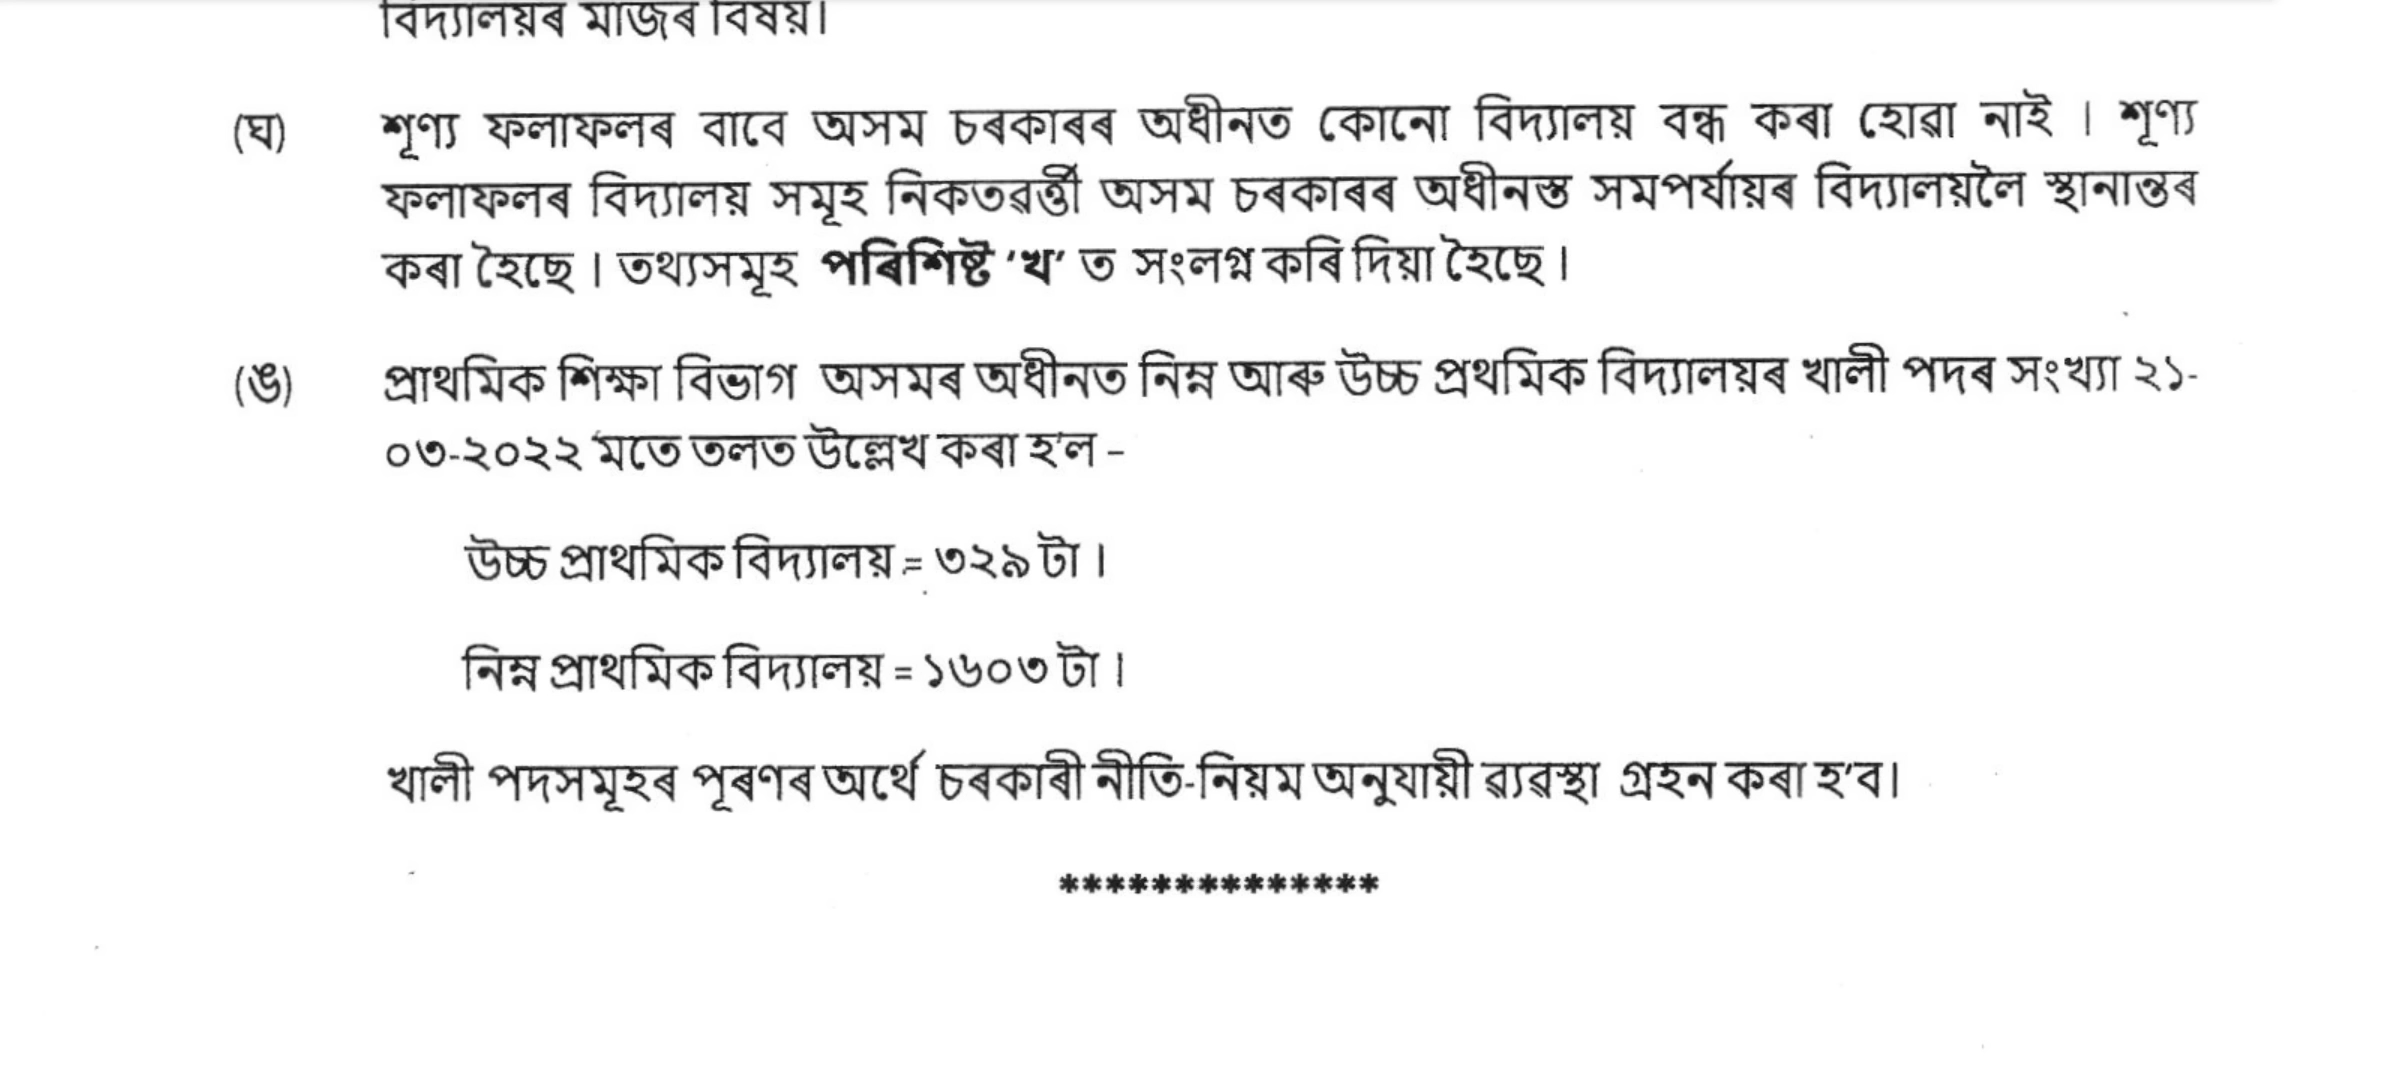 বিদ্যালয়ৰ মাজৰ বিষয়।
(ঘ) শূণ্য ফলাফলৰ বাবে অসম চৰকাৰৰ অধীনত কোনো বিদ্যালয় বন্ধ কৰা হোৱা নাই । শূণ্য
ফলাফলৰ বিদ্যালয় সমূহ নিকতৱৰ্ত্তী অসম চৰকাৰৰ অধীনস্ত সমপৰ্যায়ৰ বিদ্যালয়লৈ স্থানান্তৰ
কৰা হৈছে । তথ্যসমূহ পৰিশিষ্ট ‘খ’ ত সংলগ্ন কৰি দিয়া হৈছে ।
(ঙ) প্ৰাথমিক শিক্ষা বিভাগ অসমৰ অধীনত নিম্ন আৰু উচ্চ প্ৰথমিক বিদ্যালয়ৰ খালী পদৰ সংখ্যা ২১-
০৩-২০২২ মতে তলত উল্লেখ কৰা হ’ল –
উচ্চ প্ৰাথমিক বিদ্যালয় = ৩২৯ টা ।
নিম্ন প্ৰাথমিক বিদ্যালয় = ১৬০৩ টা ।
খালী পদসমূহৰ পূৰণৰ অৰ্থে চৰকাৰী নীতি-নিয়ম অনুযায়ী ৱ্যৱস্থা গ্ৰহন কৰা হ’ব।
**************